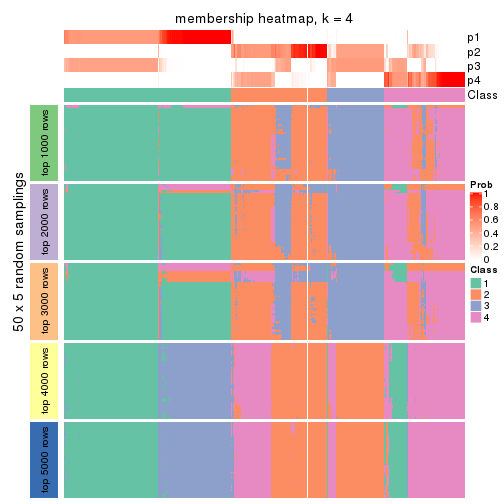 membership heatmap, k = 4
p1
p2
p3
p4
Class
50 x 5 random samplings
top 1000 rows
top 2000 rows
top 3000 rows
top 4000 rows
top 5000 rows
Prob
1
0.8
0.6
0.4
0.2
0
Class
1
2
3
4